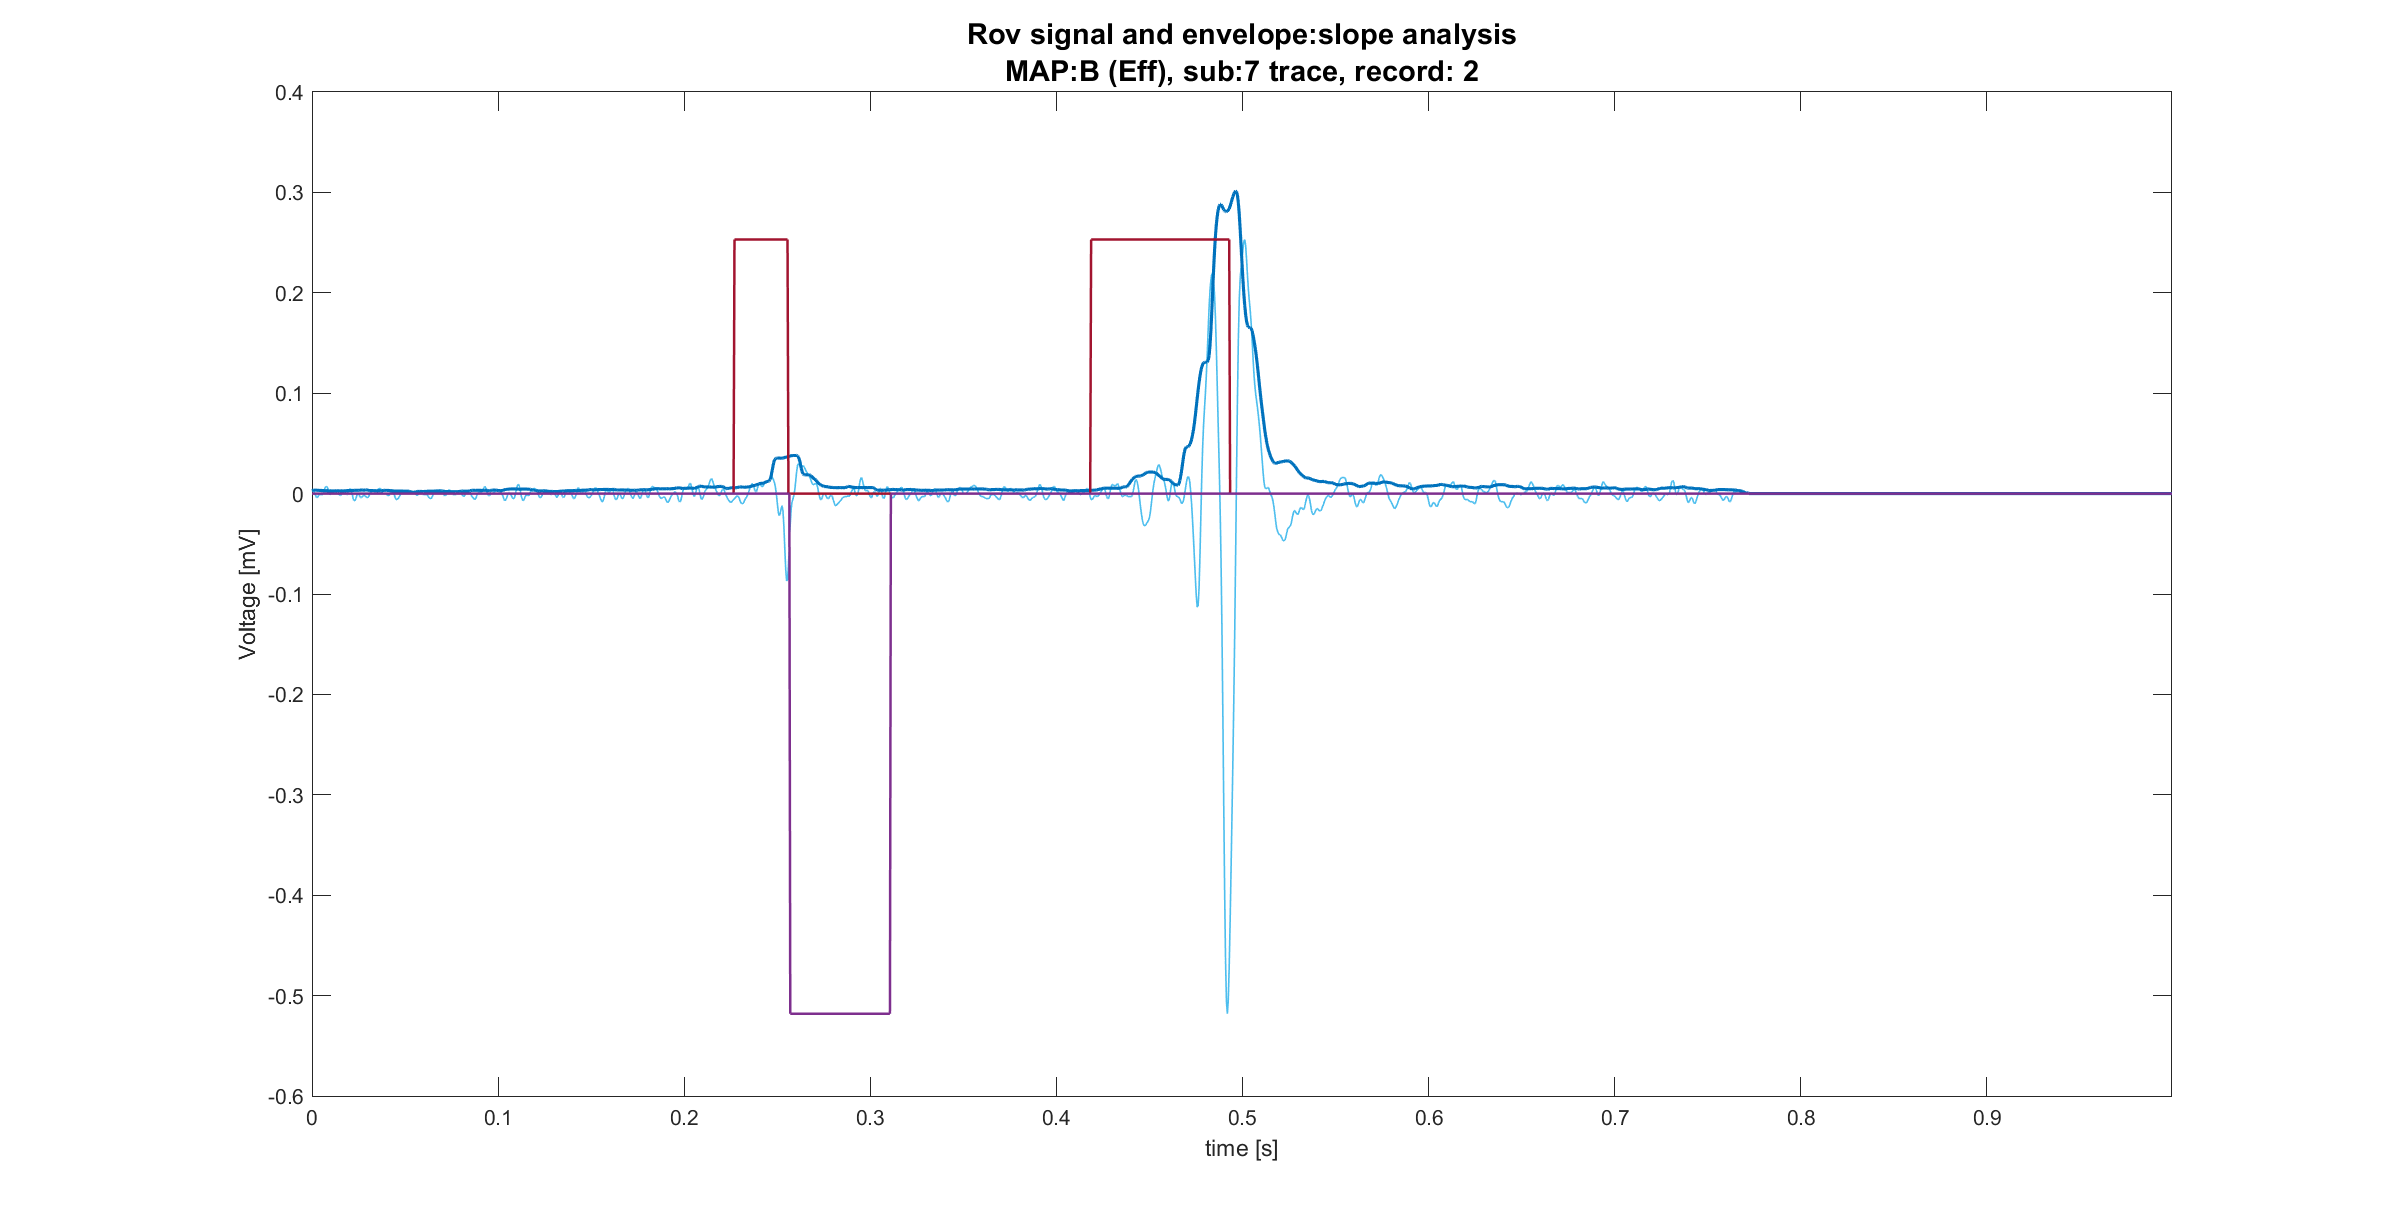 Rov signal and envelope:slope analysis
MAP:B (Eff), sub:7 trace, record: 2
0.4
0.3
0.2
0.1
0
-0.1
-0.2
-0.3
-0.4
-0.5
-0.6
Voltage [mV]
0 0.1 0.2 0.3 0.4 0.5 0.6 0.7 0.8 0.9
time [s]